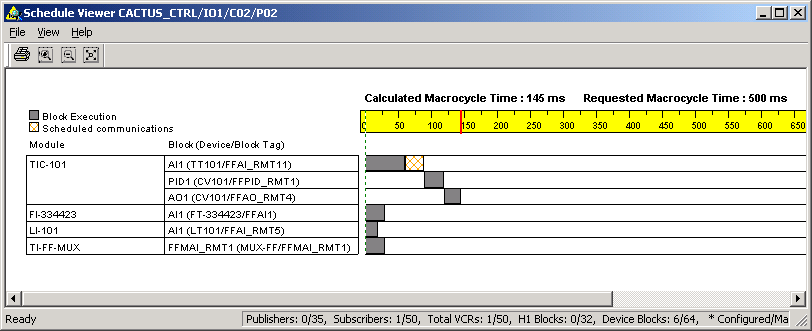 Schedule Viewer CACTUS_CTRL/IO1/C02/P02
File View Help
Calculated Macrocycle Time : 145 ms Requested Macrocycle Time : 500 ms
Block Execution
Scheduled communications
0 50 100 150 200 250 300 350 400 450 500 550 600 650
Module Block (Device/Block Tag)
TIC-101 AI1 (TT101/FFAI_RMT11)
PID1 (CV101/FFPID_RMT1)
AO1 (CV101/FFAO_RMT4)
FI-334423 AI1 (FT-334423/FFAI1)
LI-101 AI1 (LT101/FFAI_RMT5)
TI-FF-MUX FFMAI_RMT1 (MUX-FF/FFMAI_RMT1)
Ready Publishers: 0/35, Subscribers: 1/50, Total VCRs: 1/50, H1 Blocks: 0/32, Device Blocks: 6/64, * Configured/Ma